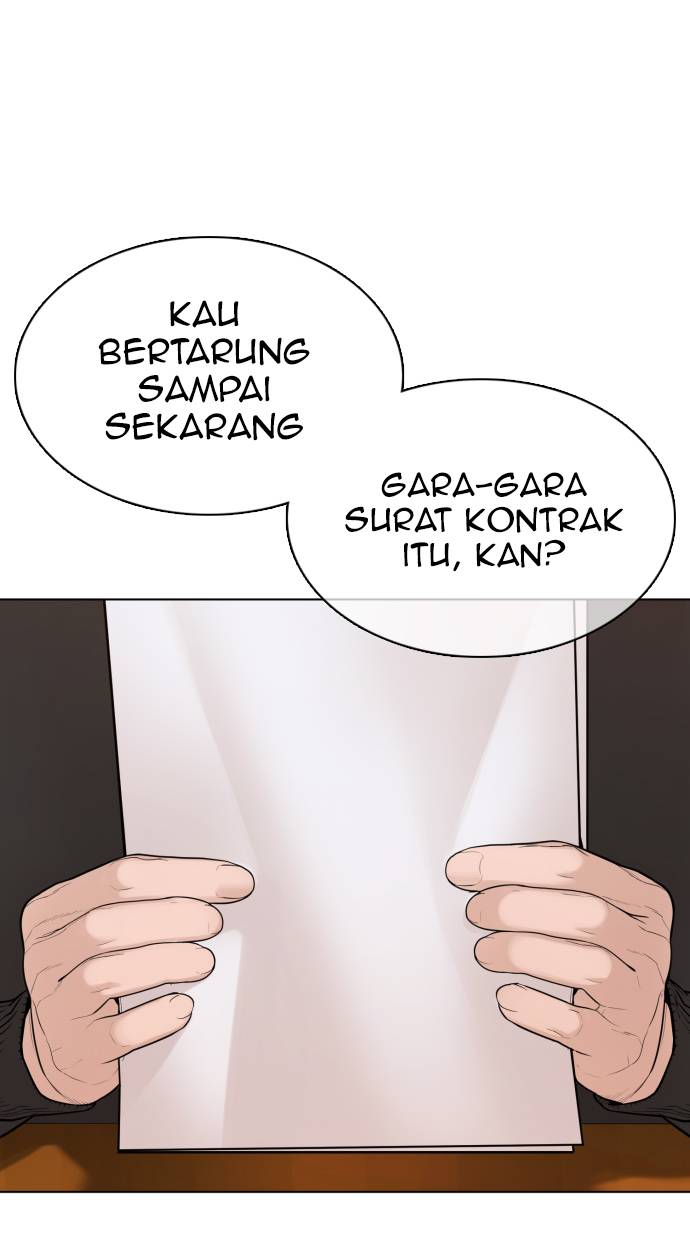 KAU
BERTARUNG
SAMPAI
SEKARANG
GARA-GARA
SURAT KONTRAK
ITU, KAN?